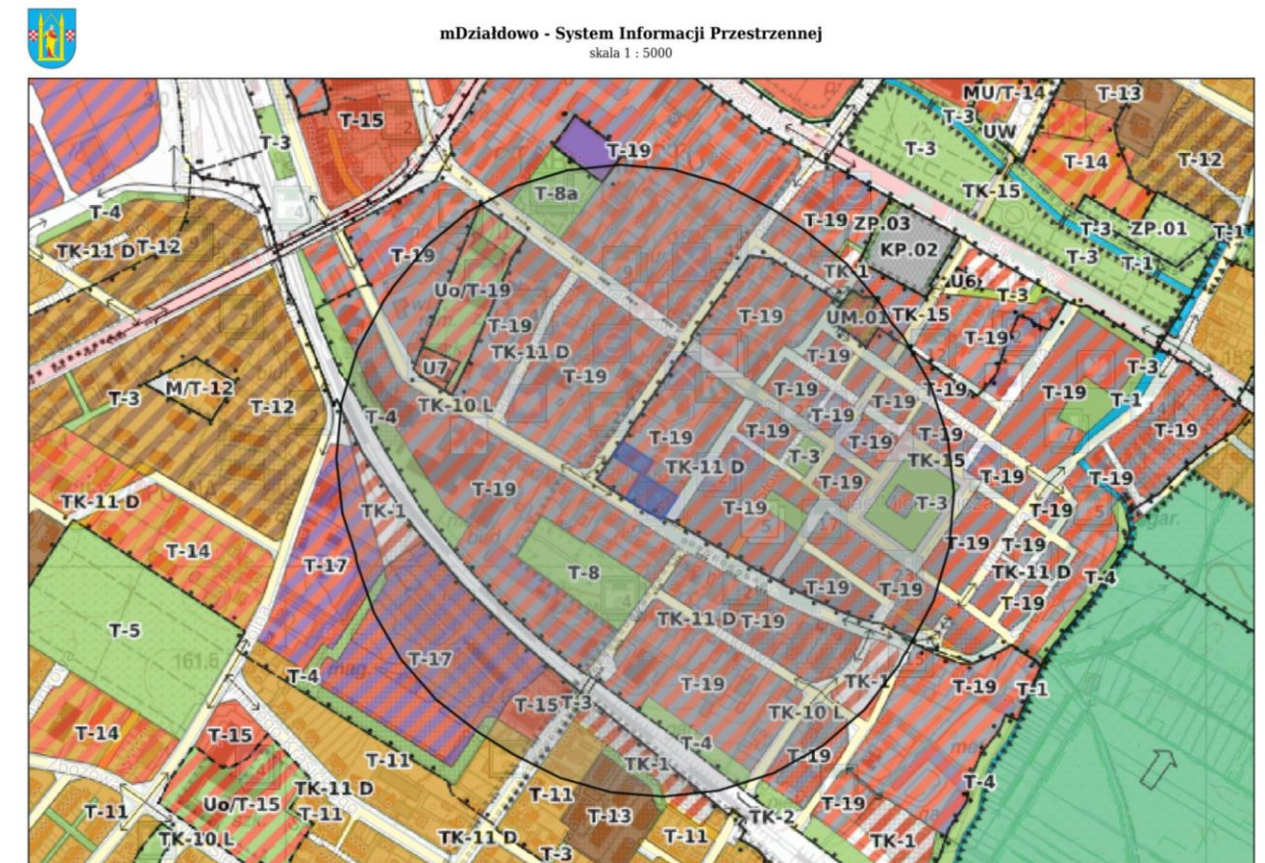 mDziałdowo - System Informacji Przestrzennej
skala 1 : 5000
MU/T-14
T-13
T-15
T-3
UW
T-3
T-19
T-3
T-14
T-12
T-8a
TK-15
T-4
T-19
ZP.03
T-3
ZP.01
T-1
TK-11 D
T-12
T-19
KP.02
T-3
T-1
TK-1
U6
T-3
Uo/T-19
T-19
T-19
UM.01
TK-15
T-19
TK-11 D
T-19
T-3
U7
T-19
M/T-12
T-3
T-12
T-19
T-19
T-19
T-19
T-1
TK-10 L
T-4
T-19
T-19
T-19
T-19
T-19
T-19
T-3
TK-15
TK-11 D
T-19
T-19
T-19
T-19
T-3
TK-11 D
TK-1
T-19
T-19
T-14
T-19
T-19
T-17
T-8
TK-11 D
T-4
T-19
T-19
T-19
T-5
TK-11 D
T-19
161.5
T-17
mag
T-4
TK-1
T-19
T-1
T-19
T-15
T-3
TK-10 L
T-14
T-15
T-4
T-19
T-11
TK-1
T-4
TK-11 D
T-11
T-11
Uo/T-15
T-11
T-13
TK-2
T-19
TK-10 L
TK-11 D
T-3
T-11
TK-1